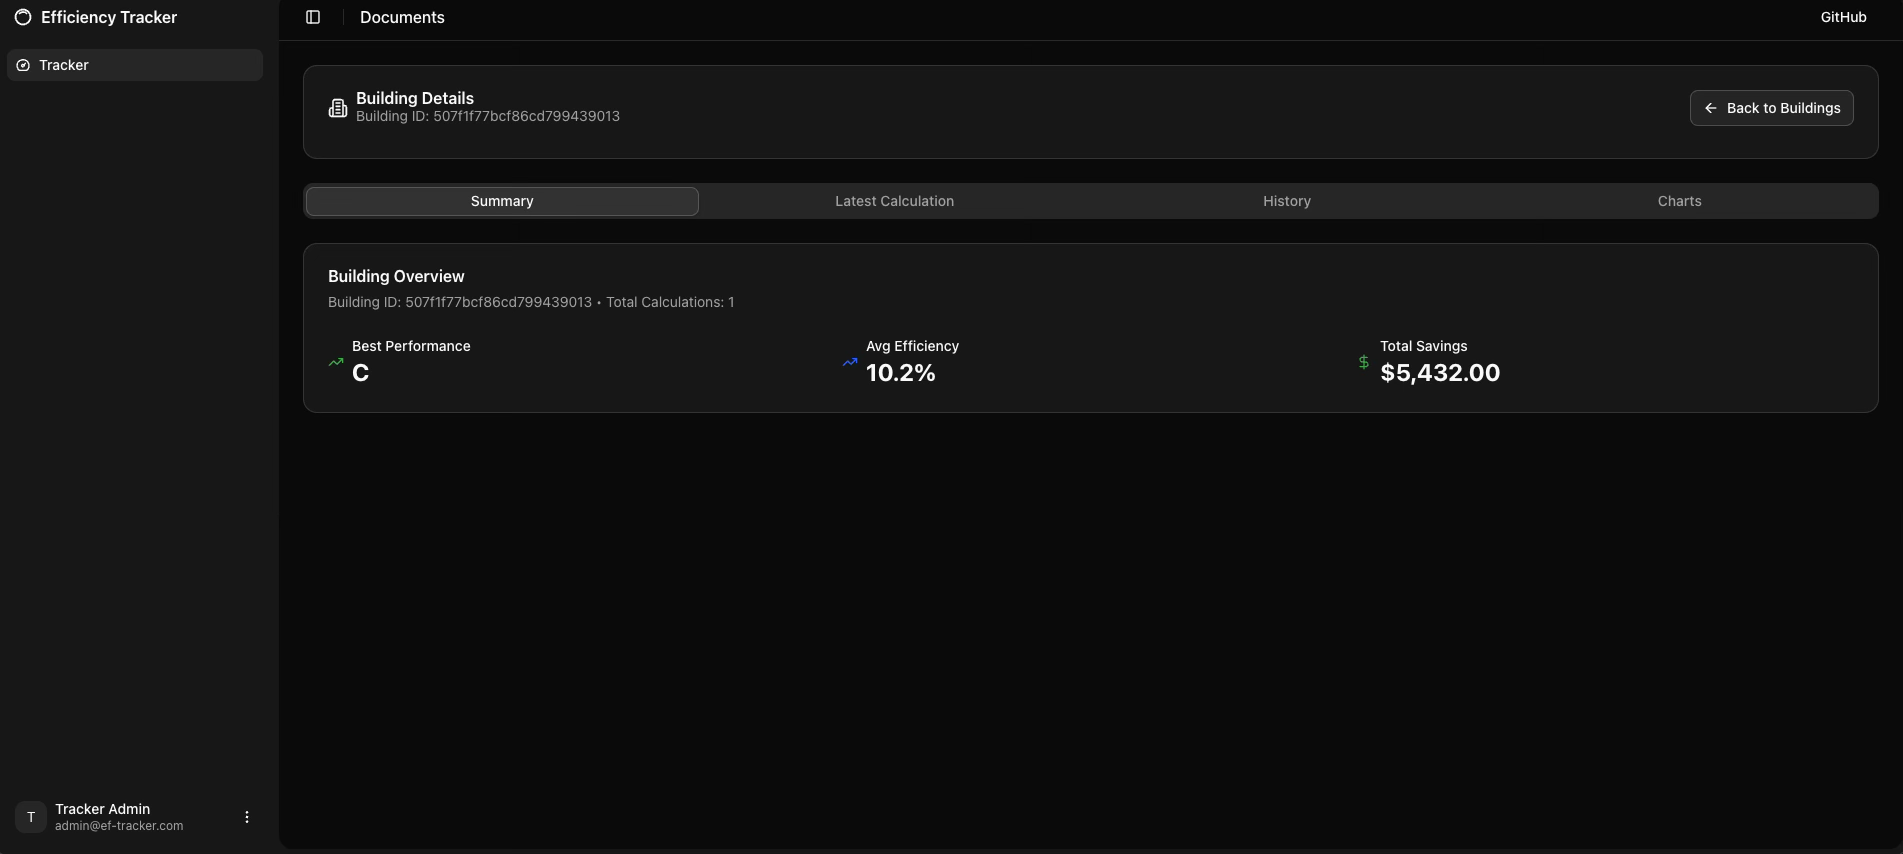 Efficiency Tracker
Tracker
Documents
GitHub
Building Details
Building ID: 507f1f77bcf86cd799439013
Back to Buildings
Summary
Latest Calculation
History
Charts
Building Overview
Building ID: 507f1f77bcf86cd799439013 • Total Calculations: 1
Best Performance
C
Avg Efficiency
10.2%
$
Total Savings
$5,432.00
T
Tracker Admin
admin@ef-tracker.com